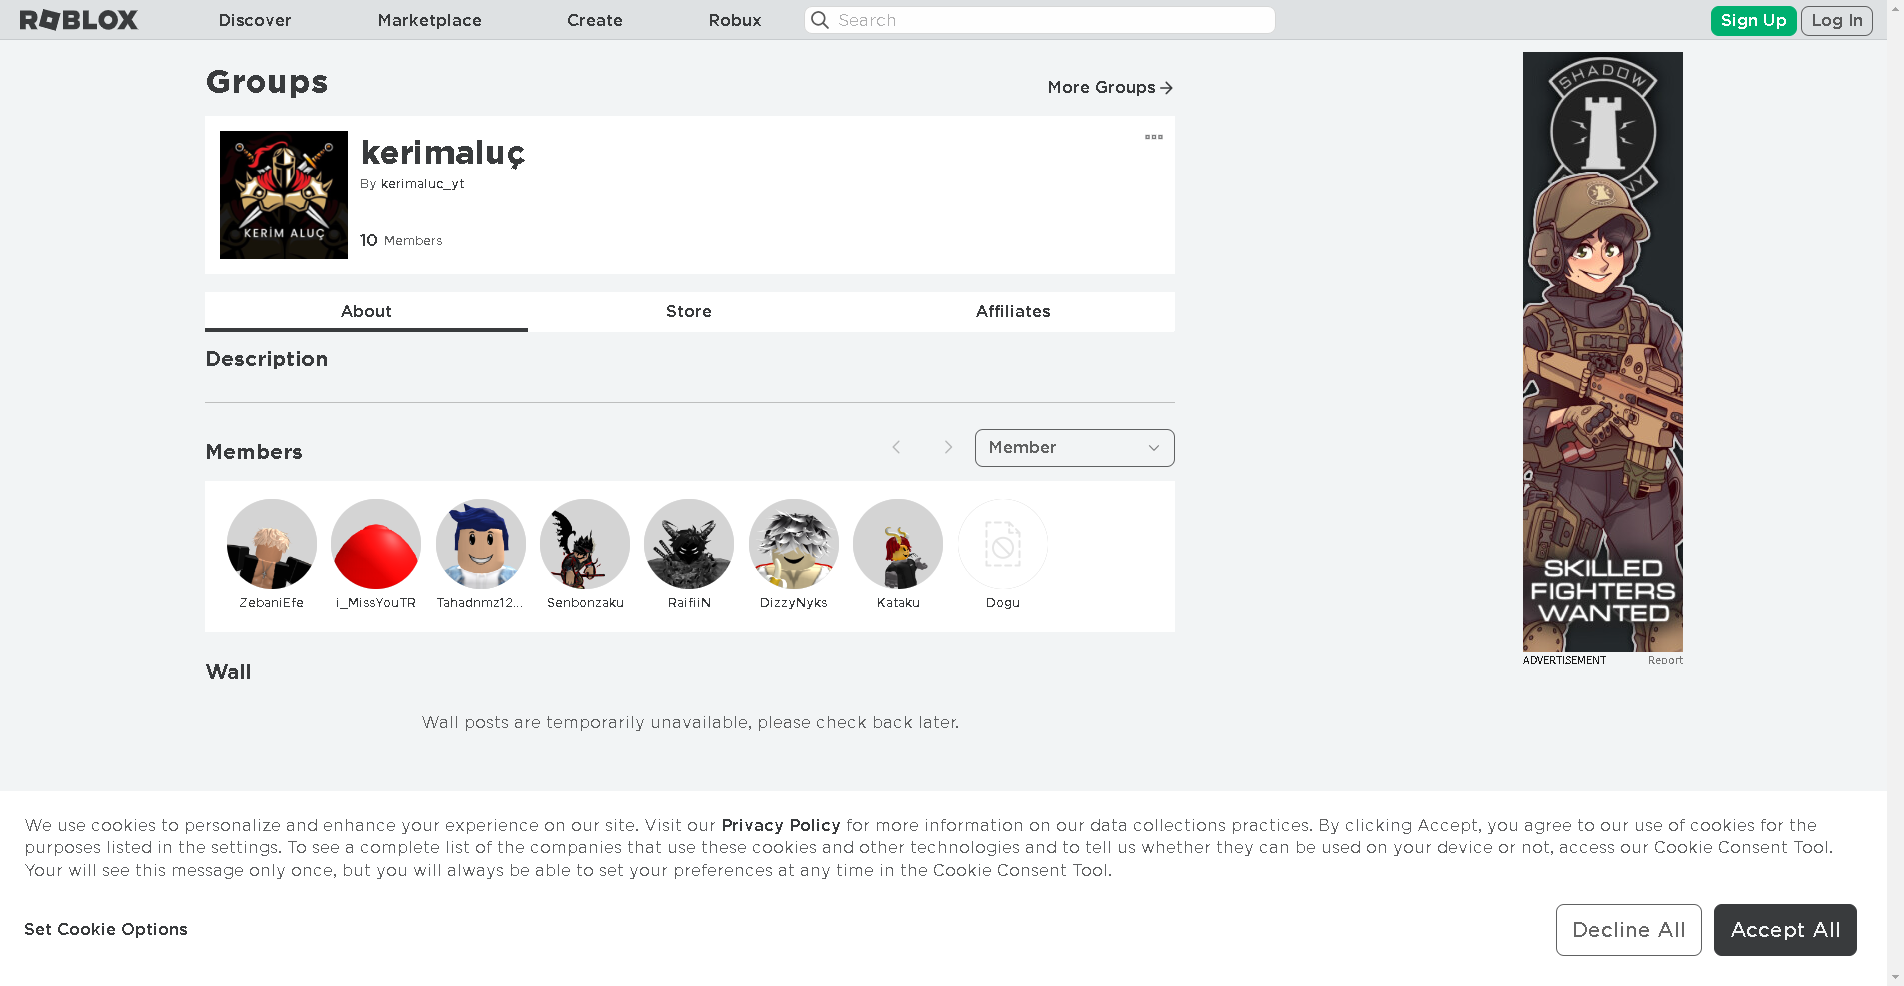 ROBLOX Discover Marketplace Create Robux Search Sign Up Log In
Groups
More Groups
KERİM ALUÇ
kerimaluç
By kerimaluc_yt
10 Members
About Store Affiliates
Description
Members
Member
ZebaniEfe i_MissYouTR Tahadnmz12... Senbonzaku RaifiiN DizzyNyks Kataku Dogu
Wall
Wall posts are temporarily unavailable, please check back later.
SHADOW
SKILLED
FIGHTERS
WANTED
ADVERTISEMENT Report
We use cookies to personalize and enhance your experience on our site. Visit our Privacy Policy for more information on our data collections practices. By clicking Accept, you agree to our use of cookies for the
purposes listed in the settings. To see a complete list of the companies that use these cookies and other technologies and to tell us whether they can be used on your device or not, access our Cookie Consent Tool.
Your will see this message only once, but you will always be able to set your preferences at any time in the Cookie Consent Tool.
Set Cookie Options
Decline All Accept All